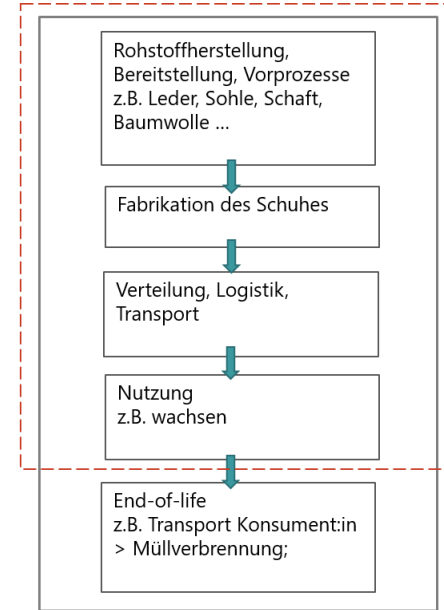 Rohstoffherstellung,
Bereitstellung, Vorprozesse
z.B. Leder, Sohle, Schaft,
Baumwolle ...
Fabrikation des Schuhes
Verteilung, Logistik,
Transport
Nutzung
z.B. wachsen
End-of-life
z.B. Transport Konsument:in
> Müllverbrennung;